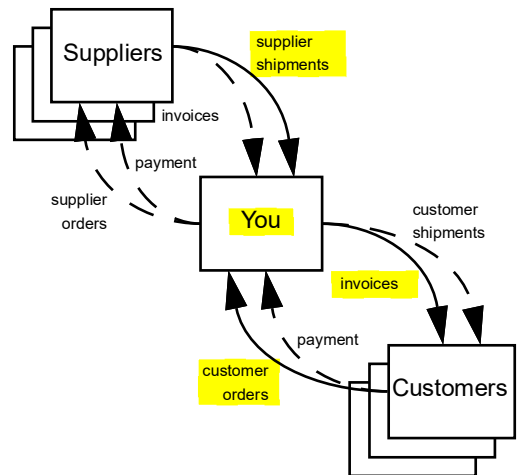 Suppliers
supplier
shipments
invoices
payment
supplier
orders
You
customer
shipments
invoices
payment
customer
orders
Customers